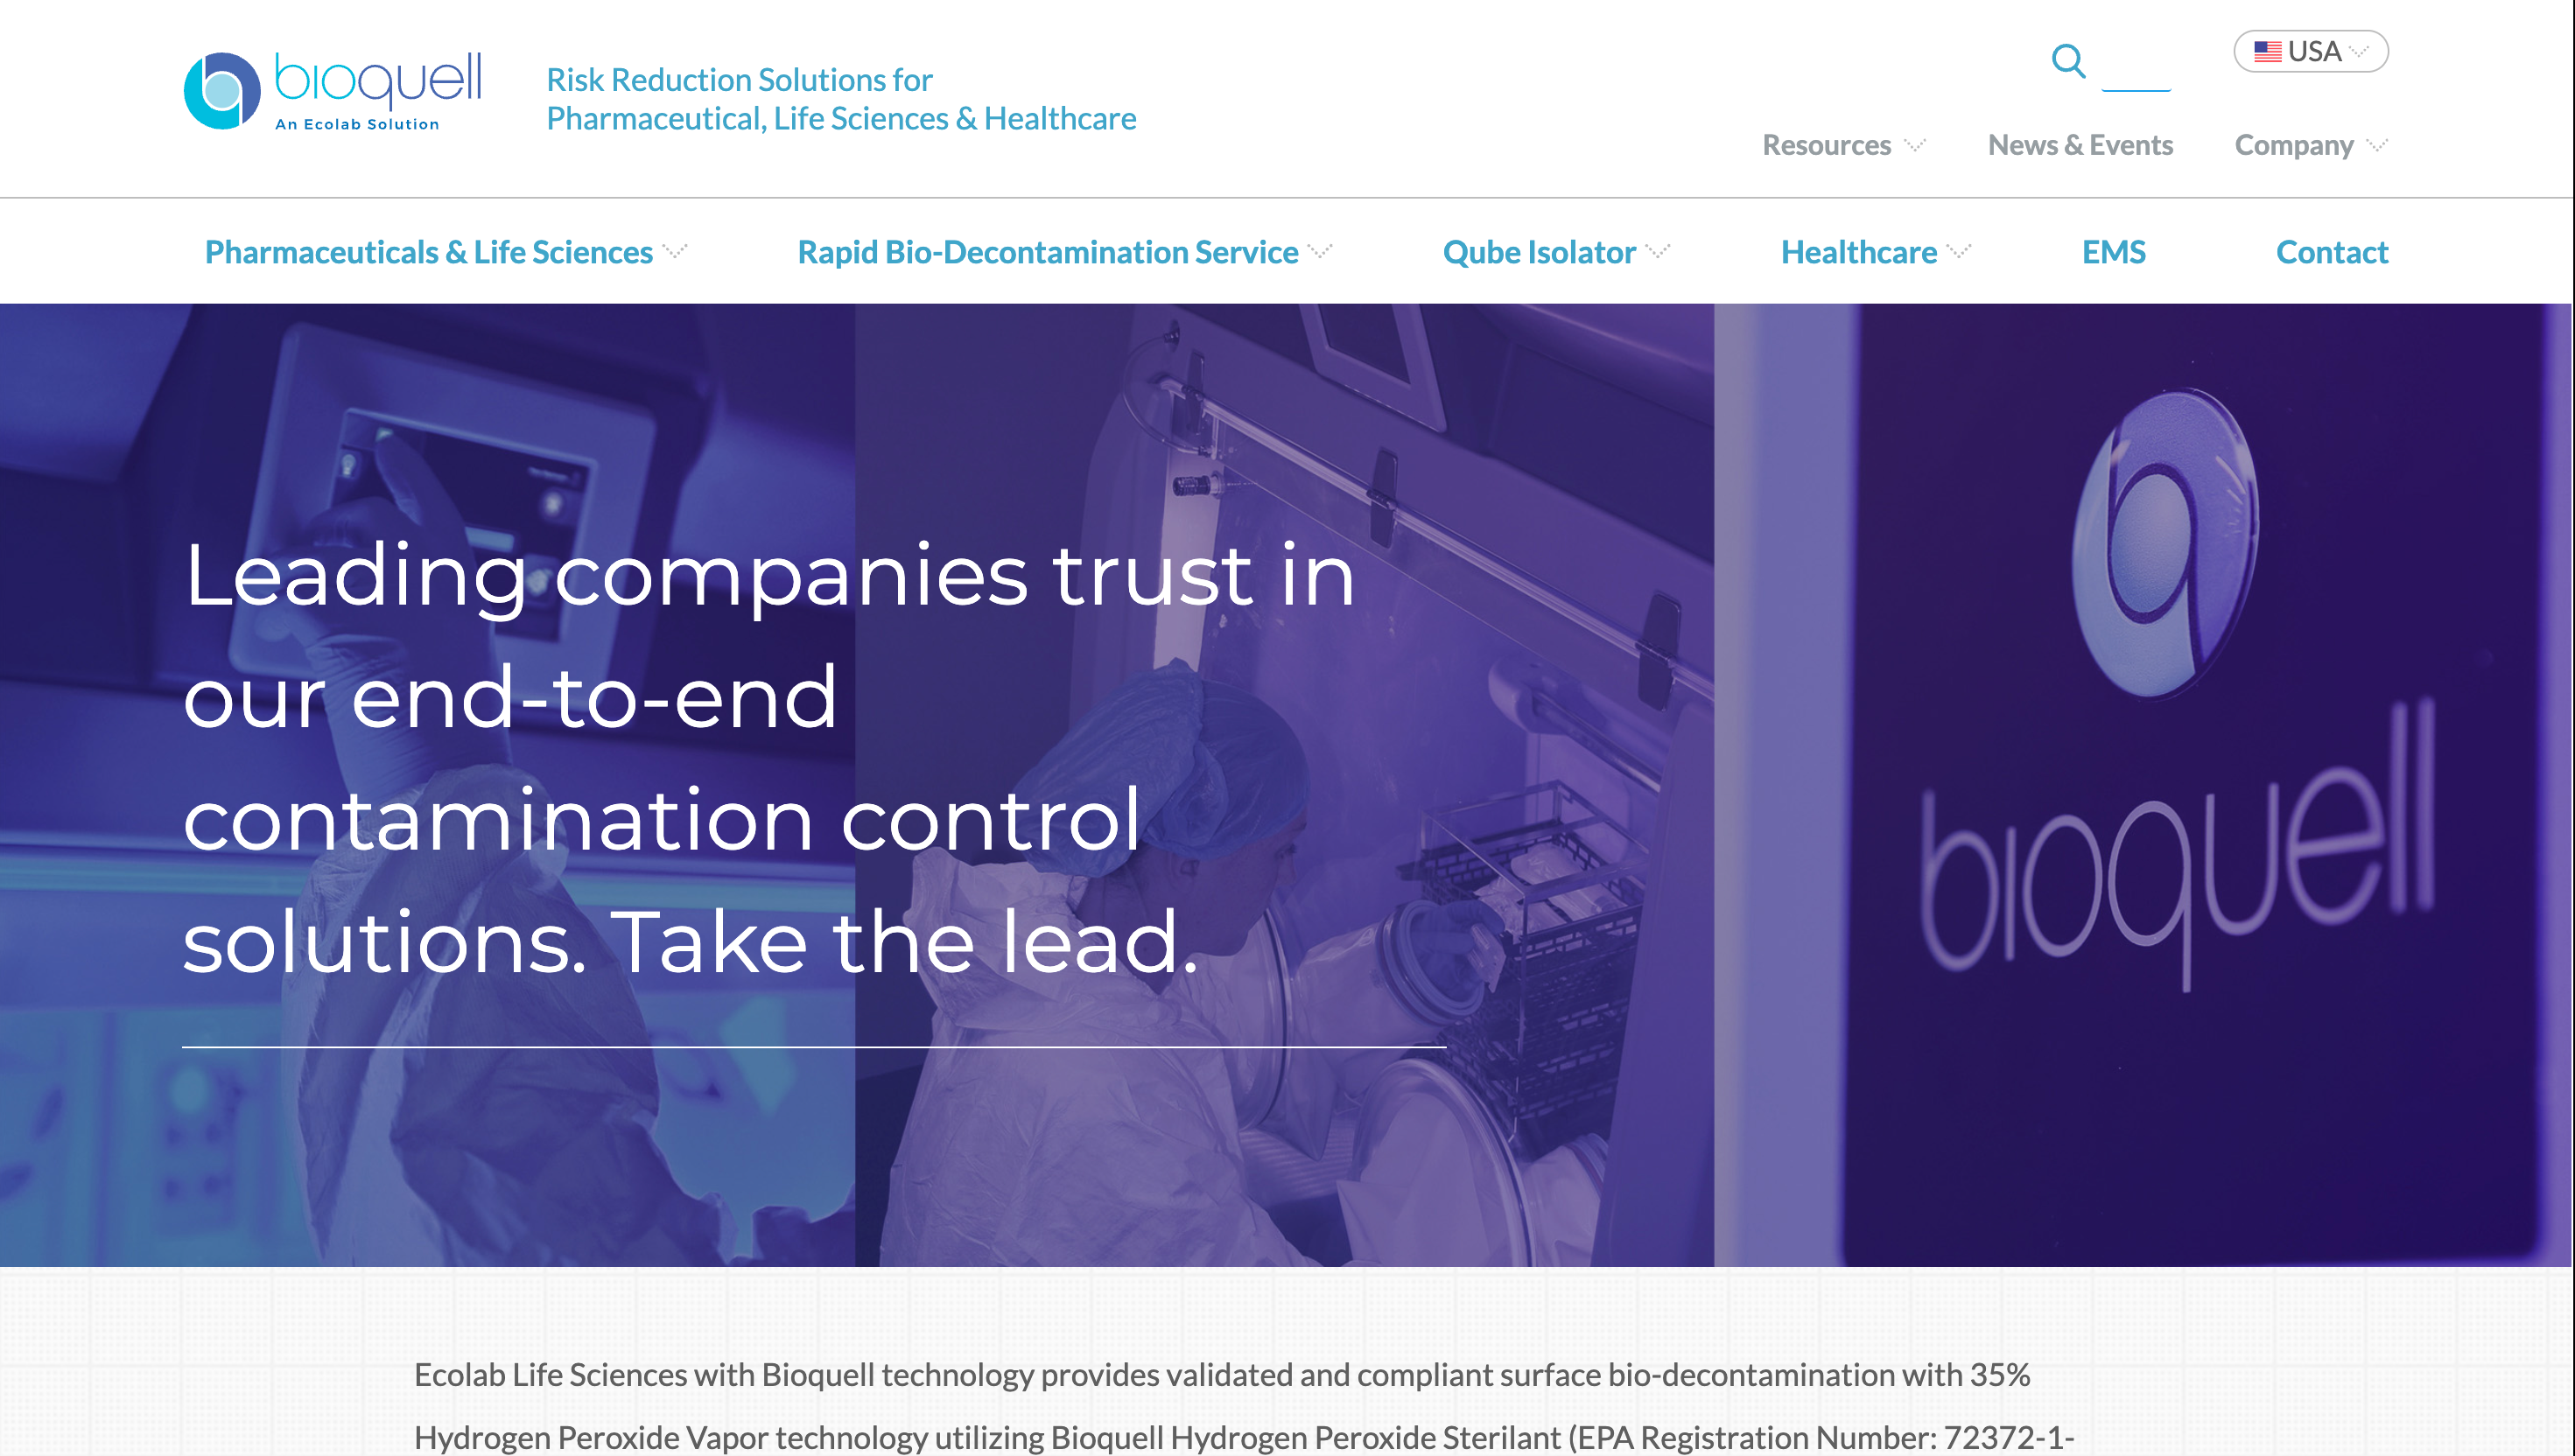 bioquell
An Ecolab Solution
Risk Reduction Solutions for
Pharmaceutical, Life Sciences & Healthcare
USA
Resources
News & Events
Company
Pharmaceuticals & Life Sciences
Rapid Bio-Decontamination Service
Qube Isolator
Healthcare
EMS
Contact
Leading companies trust in
our end-to-end
contamination control
solutions. Take the lead.
bioquell
Ecolab Life Sciences with Bioquell technology provides validated and compliant surface bio-decontamination with 35%
Hydrogen Peroxide Vapor technology utilizing Bioquell Hydrogen Peroxide Sterilant (EPA Registration Number: 72372-1-